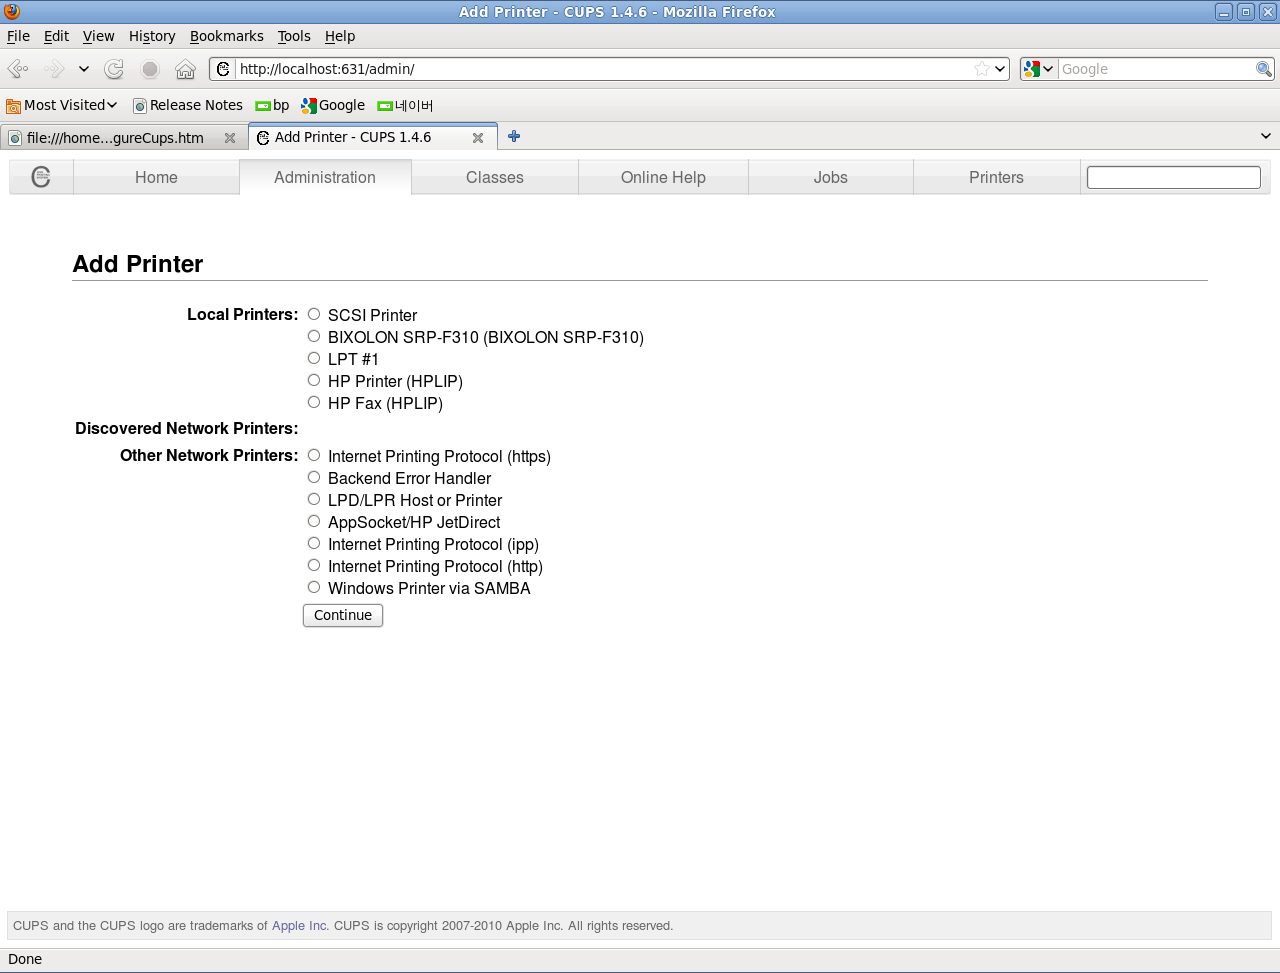 Add Printer - CUPS 1.4.6 - Mozilla Firefox
File Edit View History Bookmarks Tools Help
http://localhost:631/admin/ Google
Most Visited Release Notes bp Google 네이버
file:///home...gureCups.htm Add Printer - CUPS 1.4.6
Home Administration Classes Online Help Jobs Printers
Add Printer
Local Printers: SCSI Printer
BIXOLON SRP-F310 (BIXOLON SRP-F310)
LPT #1
HP Printer (HPLIP)
HP Fax (HPLIP)
Discovered Network Printers:
Other Network Printers: Internet Printing Protocol (https)
Backend Error Handler
LPD/LPR Host or Printer
AppSocket/HP JetDirect
Internet Printing Protocol (ipp)
Internet Printing Protocol (http)
Windows Printer via SAMBA
Continue
CUPS and the CUPS logo are trademarks of Apple Inc. CUPS is copyright 2007-2010 Apple Inc. All rights reserved.
Done